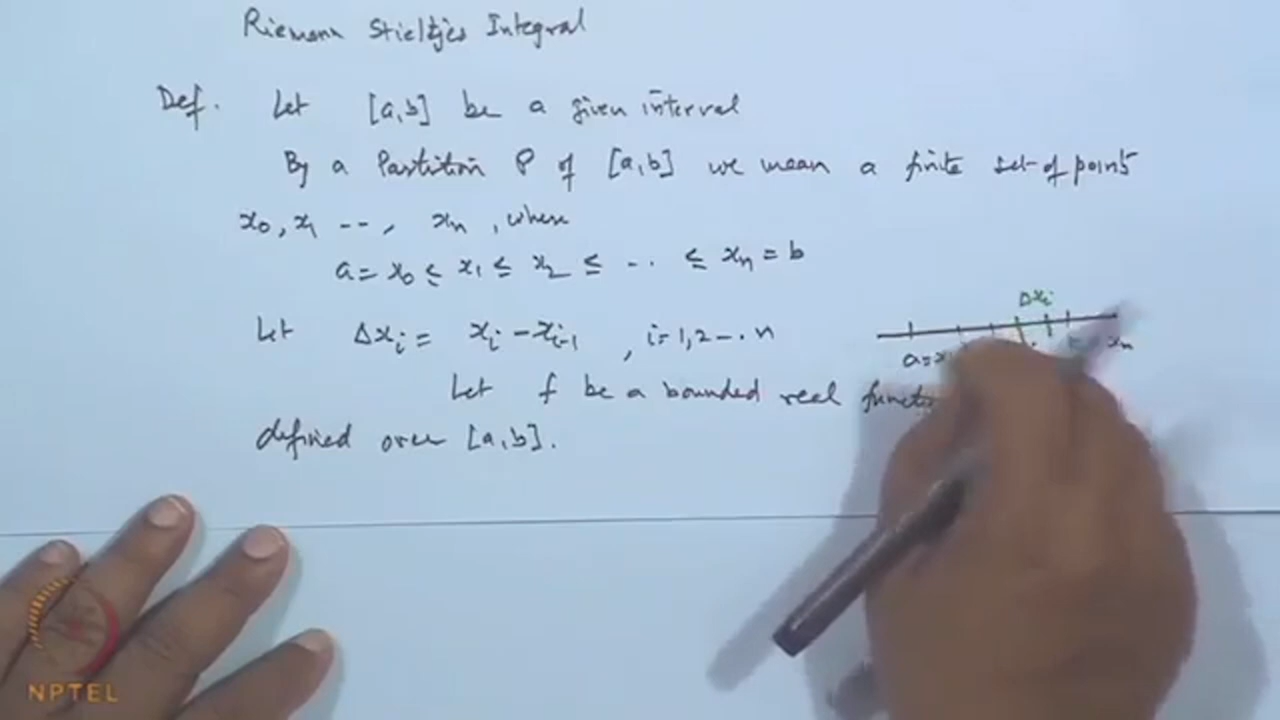 Riemann Stieltjes Integral
Def. Let [a,b] be a given interval
By a Partition P of [a,b] we mean a finite set of points
x₀, x₁ --, xₙ, where
a = x₀ ≤ x₁ ≤ x₂ ≤ -.. ≤ xₙ = b
Δxᵢ
Let Δxᵢ = xᵢ - xᵢ₋₁ , i = 1, 2 -. n
a = x xₙ
Let f be a bounded real
defined over [a,b].
NPTEL